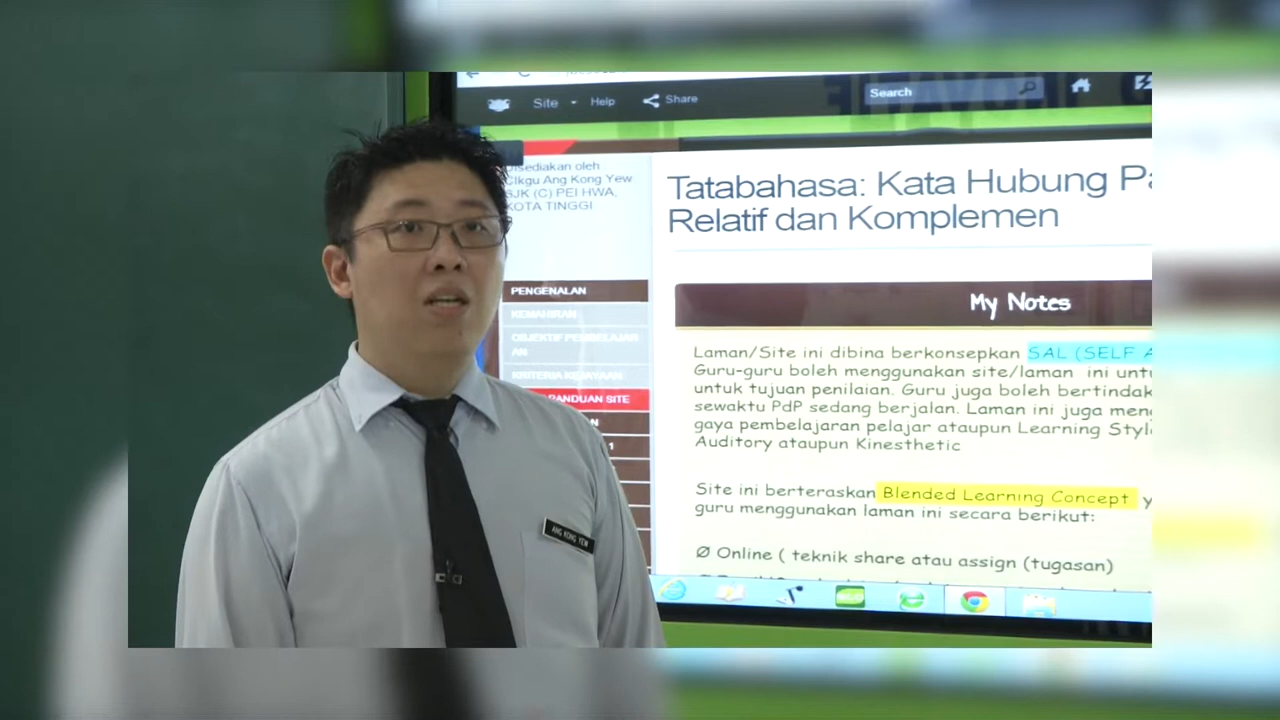 Site
Help
Share
Search
Disediakan oleh
Cikgu Ang Kong Yew
SJK (C) PEI HWA,
KOTA TINGGI
Tatabahasa: Kata Hubung
Relatif dan Komplemen
PENGENALAN
KEMAHIRAN
OBJEKTIF PEMBELAJAR
AN
KRITERIA KEJAYAAN
PANDUAN SITE
My Notes
Laman/Site ini dibina berkonsepkan SAL (SELF A
Guru-guru boleh menggunakan site/laman ini untu
untuk tujuan penilaian. Guru juga boleh bertindak
sewaktu PdP sedang berjalan. Laman ini juga men
gaya pembelajaran pelajar ataupun Learning Style
Auditory ataupun Kinesthetic
Site ini berteraskan Blended Learning Concept y
guru menggunakan laman ini secara berikut:
Ø Online ( teknik share atau assign (tugasan)
ANG KONG YEW